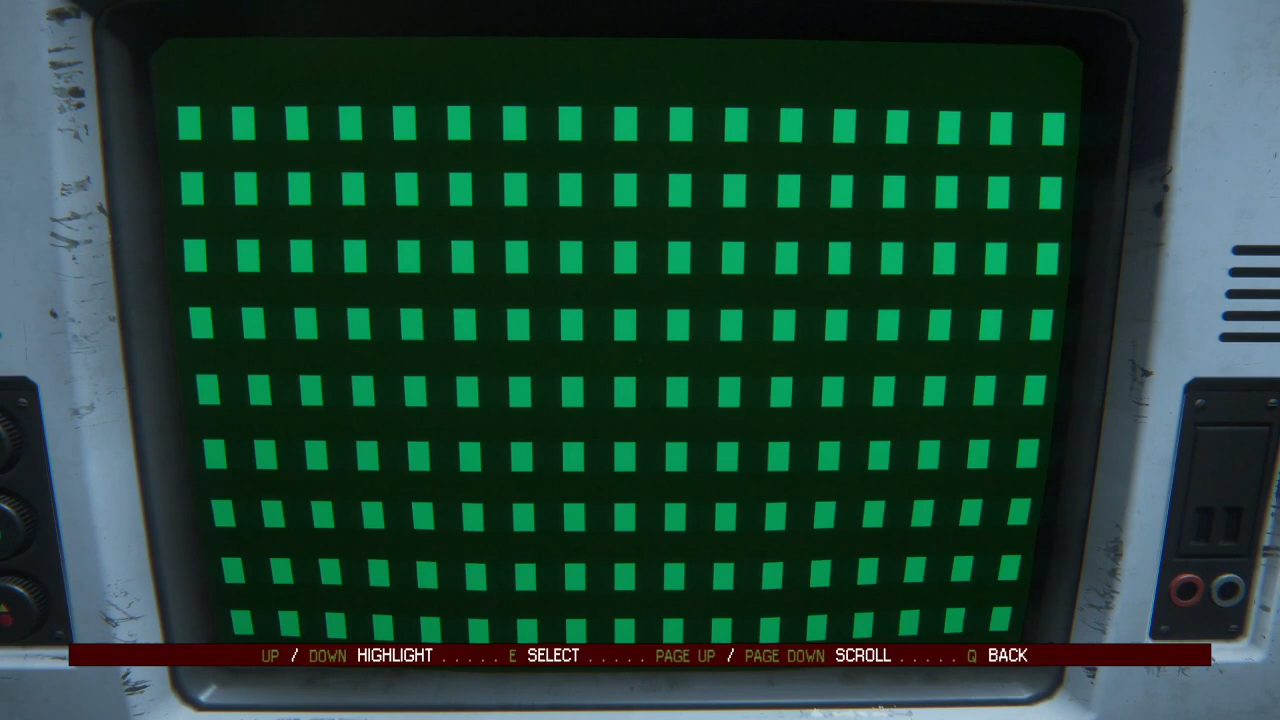 UP / DOWN HIGHLIGHT ..... E SELECT ...... PAGE UP / PAGE DOWN SCROLL ..... Q BACK